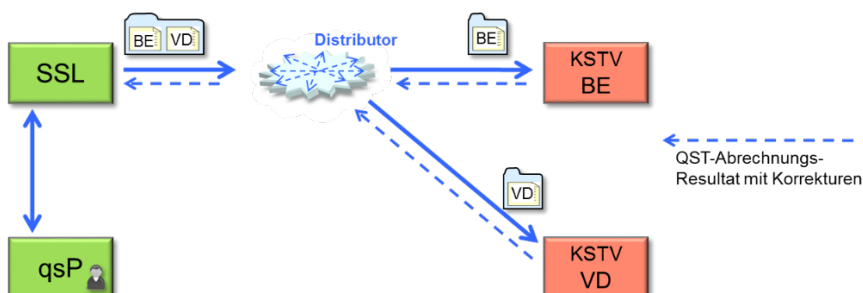 BE VD
Distributor
BE
SSL
KSTV
BE
QST-Abrechnungs-
Resultat mit Korrekturen
VD
qsP
KSTV
VD